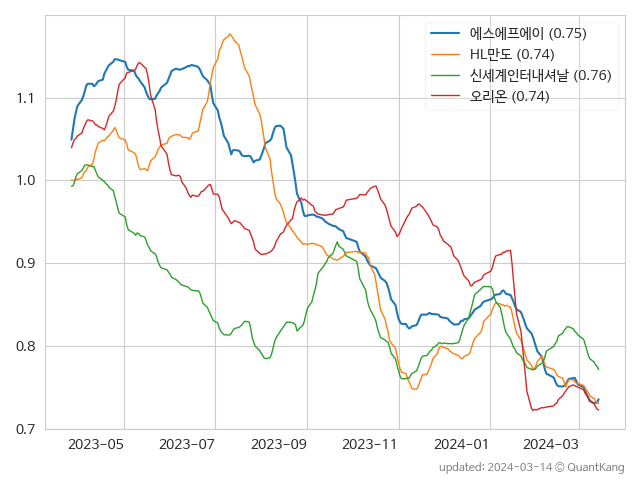 에스에프에이 (0.75)
HL만도 (0.74)
신세계인터내셔날 (0.76)
오리온 (0.74)
1.1
1.0
0.9
0.8
0.7
2023-05 2023-07 2023-09 2023-11 2024-01 2024-03
updated: 2024-03-14 © QuantKang